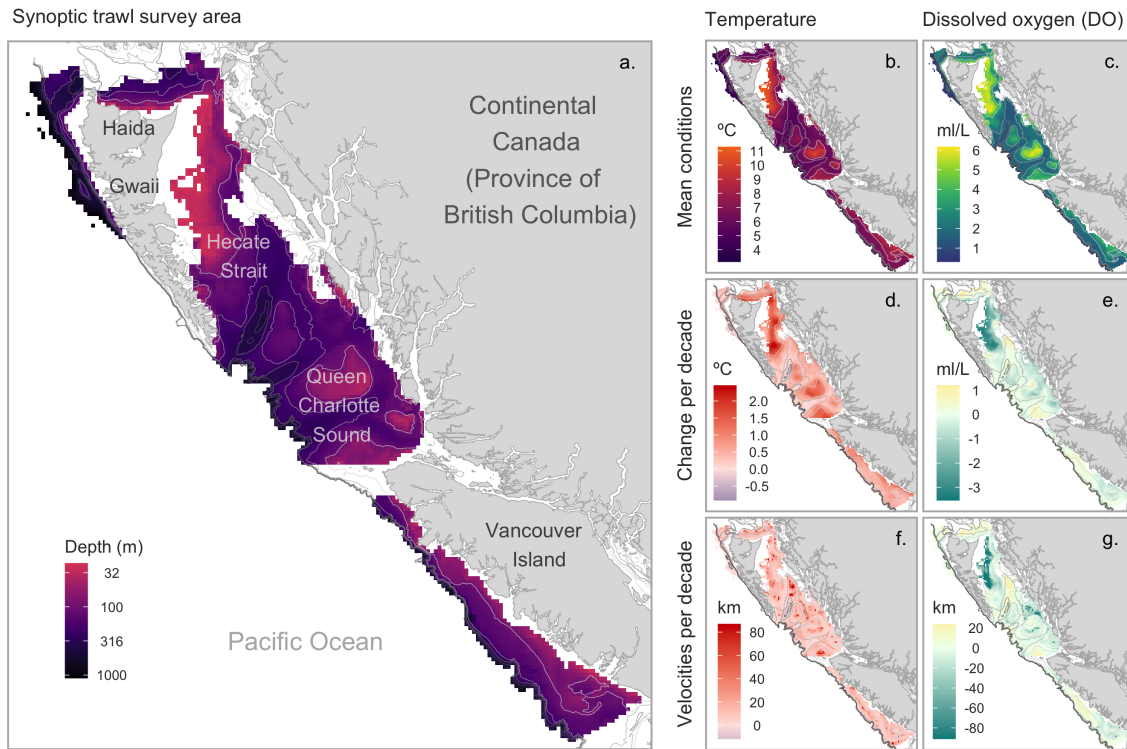 Synoptic trawl survey area
a.
Haida
Gwaii
Continental
Canada
(Province of
British Columbia)
Hecate
Strait
Queen
Charlotte
Sound
Vancouver
Island
Pacific Ocean
Depth (m)
32
100
316
1000
Temperature
Dissolved oxygen (DO)
Mean conditions
b.
ºC
11
10
9
8
7
6
5
4
c.
ml/L
6
5
4
3
2
1
Change per decade
d.
ºC
2.0
1.5
1.0
0.5
0.0
-0.5
e.
ml/L
1
0
-1
-2
-3
Velocities per decade
f.
km
80
60
40
20
0
g.
km
20
0
-20
-40
-60
-80